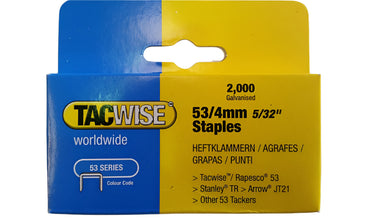 2,000
Galvanised
TACWISE®
worldwide
53 SERIES
Colour Code
53/4mm 5/32"
Staples
HEFTKLAMMERN / AGRAFES /
GRAPAS / PUNTI
> Tacwise™/ Rapesco® 53
> Stanley® TR > Arrow® JT21
> Other 53 Tackers